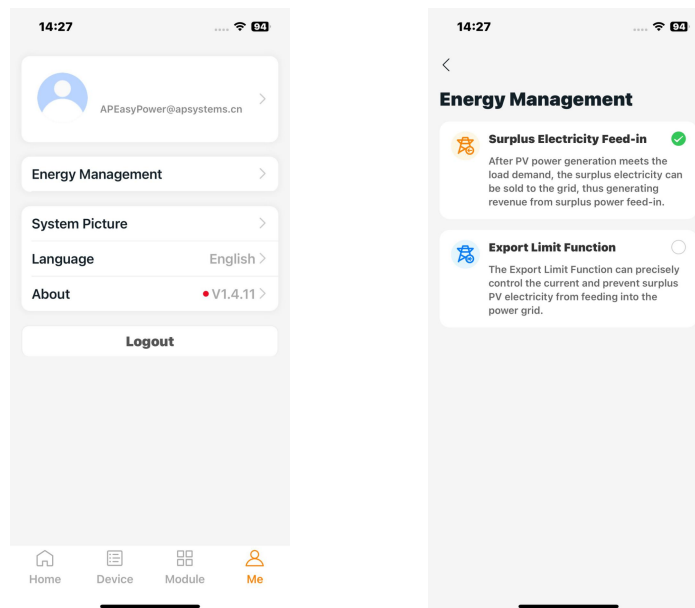 14:27
94
APEasyPower@apsystems.cn
Energy Management
System Picture
Language English
About V1.4.11
Logout
Home Device Module Me
14:27
94
Energy Management
Surplus Electricity Feed-in
After PV power generation meets the
load demand, the surplus electricity can
be sold to the grid, thus generating
revenue from surplus power feed-in.
Export Limit Function
The Export Limit Function can precisely
control the current and prevent surplus
PV electricity from feeding into the
power grid.